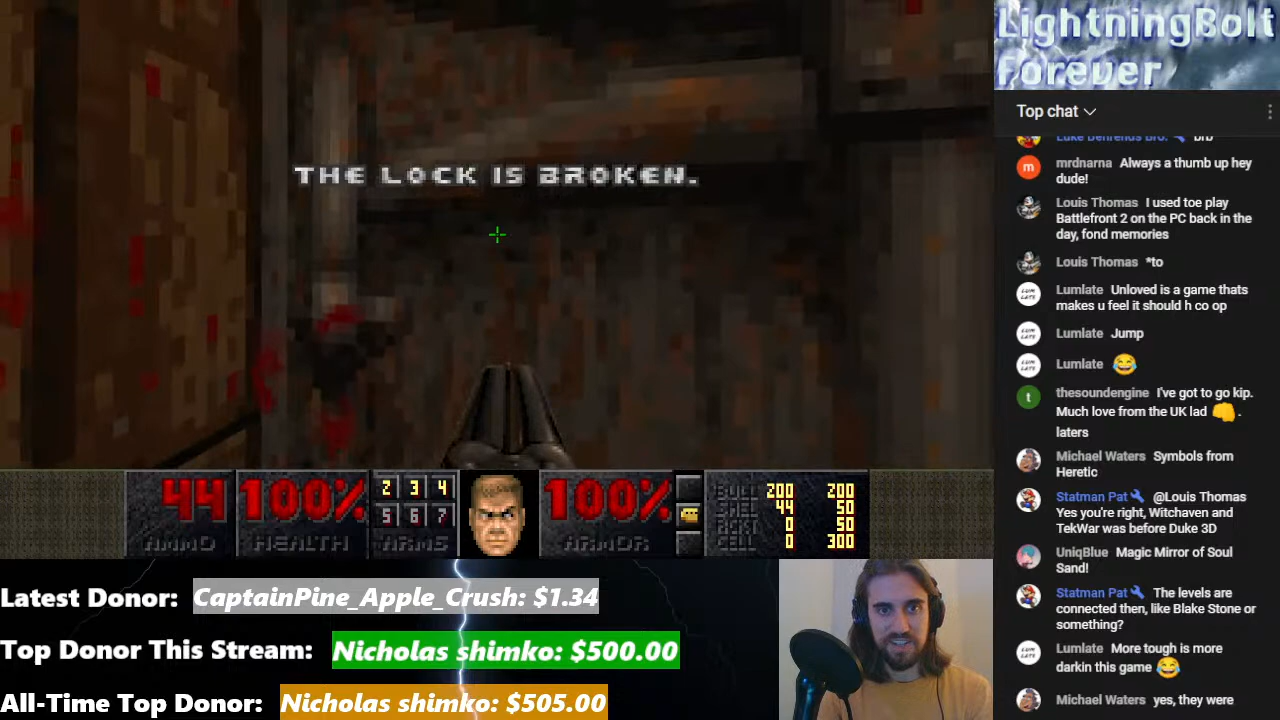 LightningBolt
Forever
Top chat
THE LOCK IS BROKEN.
Luke Behrends Bro. brb
mrdnarna Always a thumb up hey
dude!
Louis Thomas I used toe play
Battlefront 2 on the PC back in the
day, fond memories
Louis Thomas *to
Lumlate Unloved is a game thats
makes u feel it should h co op
Lumlate Jump
Lumlate 😂
thesoundengine I've got to go kip.
Much love from the UK lad 👊.
laters
Michael Waters Symbols from
Heretic
Statman Pat @Louis Thomas
Yes you're right, Witchaven and
TekWar was before Duke 3D
UniqBlue Magic Mirror of Soul
Sand!
Statman Pat The levels are
connected then, like Blake Stone or
something?
Lumlate More tough is more
darkin this game 😂
Michael Waters yes, they were
44 100% 2 3 4 100%
5 6 7
AMMO HEALTH ARMS ARMOR
BULL 200 200
SHEL 44 50
RCKT 0 50
CELL 0 300
Latest Donor: CaptainPine_Apple_Crush: $1.34
Top Donor This Stream: Nicholas shimko: $500.00
All-Time Top Donor: Nicholas shimko: $505.00